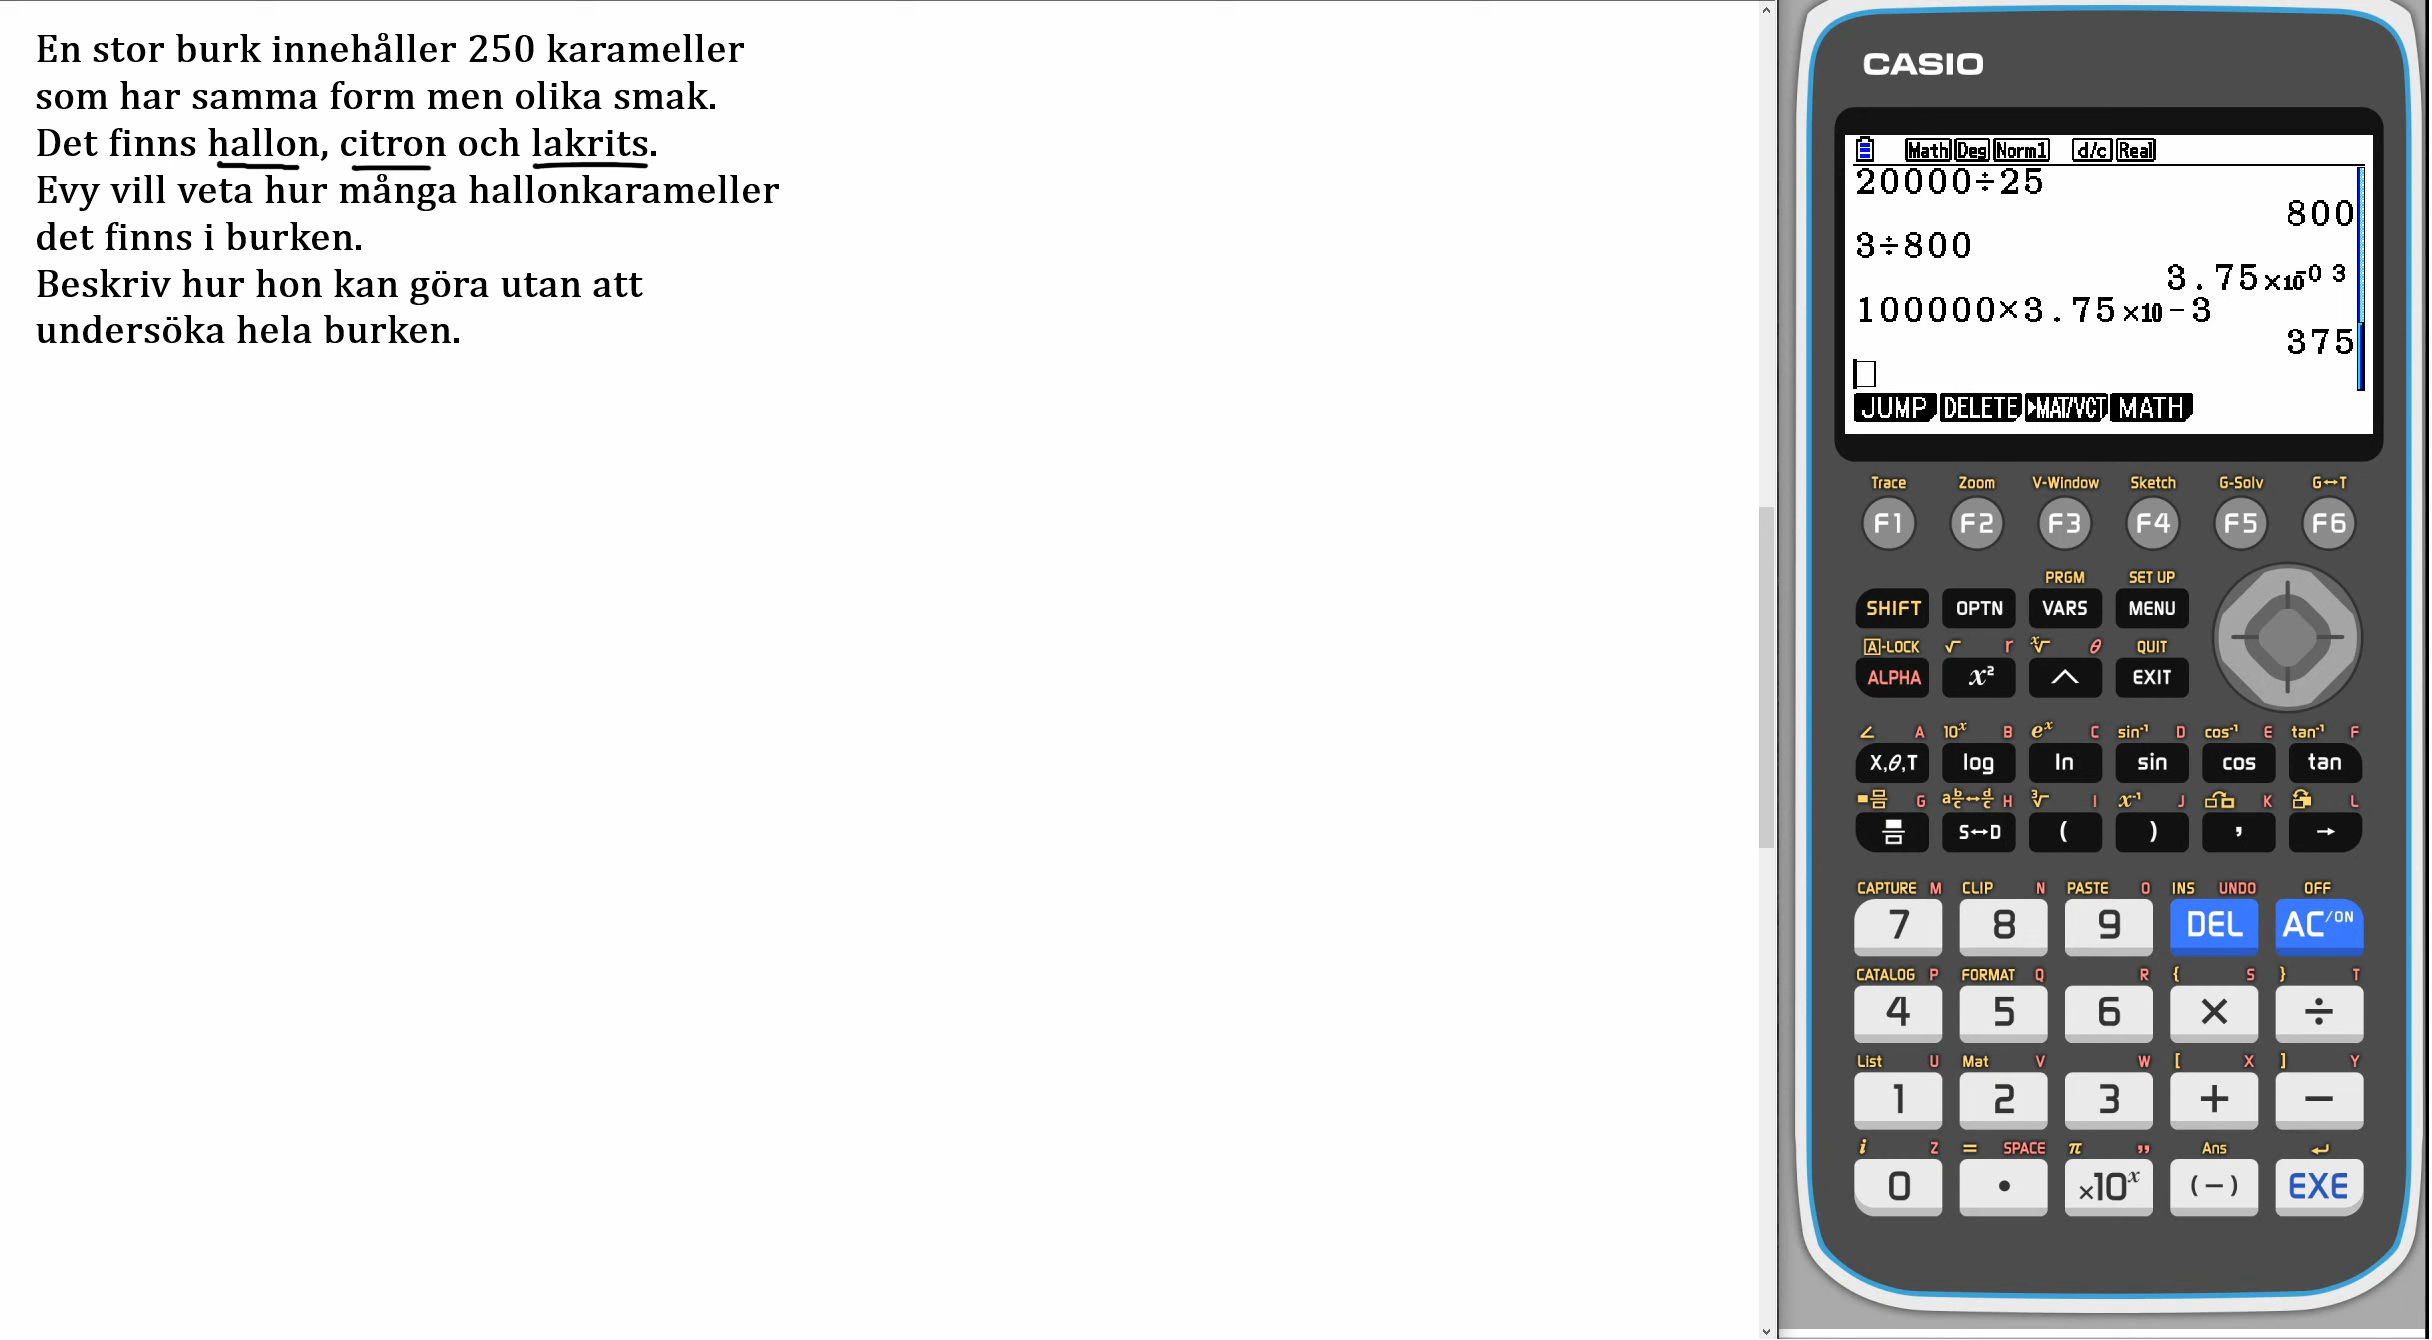 En stor burk innehåller 250 karameller
som har samma form men olika smak.
Det finns hallon, citron och lakrits.
Evy vill veta hur många hallonkarameller
det finns i burken.
Beskriv hur hon kan göra utan att
undersöka hela burken.
CASIO
Math Deg Norm1 d/c Real
20000÷25
800
3÷800
3.75×10⁻⁰³
100000×3.75×10-3
375
JUMP DELETE ▶MAT/VCT MATH
Trace Zoom V-Window Sketch G-Solv G↔T
F1 F2 F3 F4 F5 F6
PRGM SET UP
SHIFT OPTN VARS MENU
A-LOCK √ r ˣ√ θ QUIT
ALPHA x² ^ EXIT
∠ A 10ˣ B eˣ C sin⁻¹ D cos⁻¹ E tan⁻¹ F
X,θ,T log ln sin cos tan
G a b/c↔d/c H ³√ I x⁻¹ J K L
S↔D ( ) , →
CAPTURE M CLIP N PASTE O INS UNDO OFF
7 8 9 DEL AC/ON
CATALOG P FORMAT Q R { S } T
4 5 6 × ÷
List U Mat V W [ X ] Y
1 2 3 + −
i Z = SPACE π " Ans ↵
0 • ×10ˣ (−) EXE